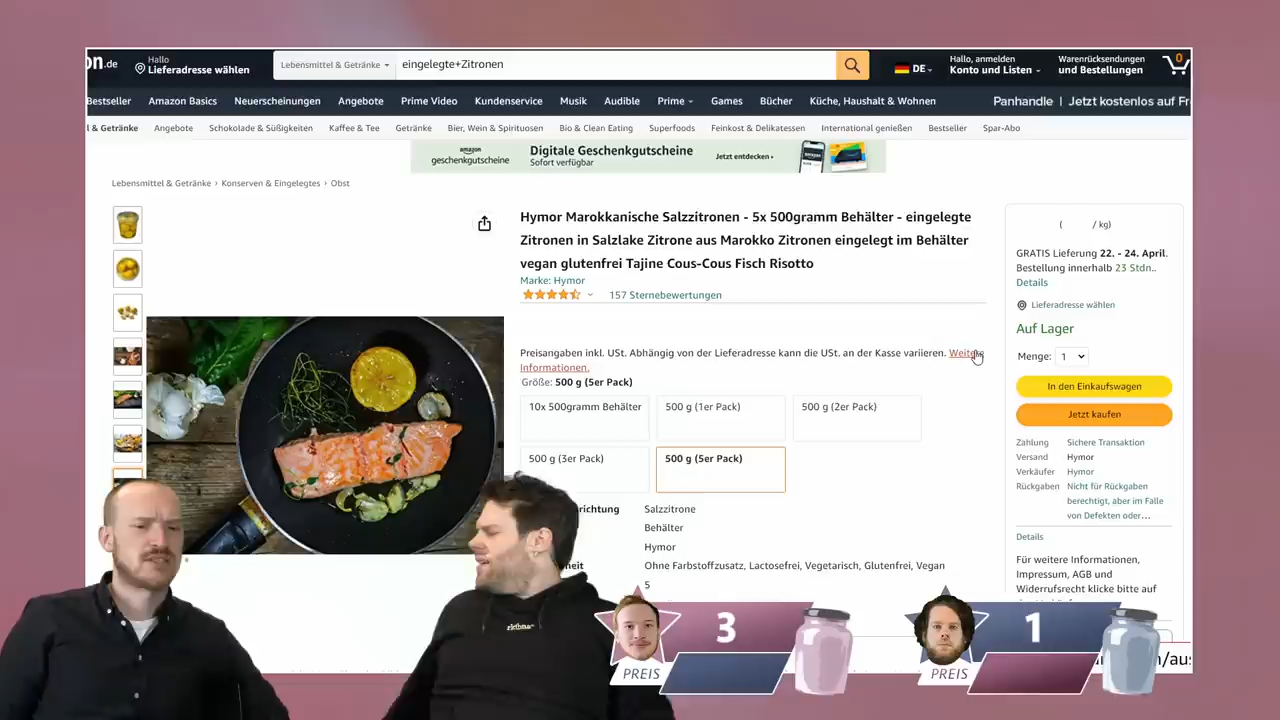 on.de
Hallo
Lieferadresse wählen
Lebensmittel & Getränke
eingelegte+Zitronen
DE
Hallo, anmelden
Konto und Listen
Warenrücksendungen
und Bestellungen
0
Bestseller
Amazon Basics
Neuerscheinungen
Angebote
Prime Video
Kundenservice
Musik
Audible
Prime
Games
Bücher
Küche, Haushalt & Wohnen
Panhandle | Jetzt kostenlos auf Fr
l & Getränke
Angebote
Schokolade & Süßigkeiten
Kaffee & Tee
Getränke
Bier, Wein & Spirituosen
Bio & Clean Eating
Superfoods
Feinkost & Delikatessen
International genießen
Bestseller
Spar-Abo
amazon
geschenkgutscheine
Digitale Geschenkgutscheine
Sofort verfügbar
Jetzt entdecken ›
Lebensmittel & Getränke › Konserven & Eingelegtes › Obst
Hymor Marokkanische Salzzitronen - 5x 500gramm Behälter - eingelegte
Zitronen in Salzlake Zitrone aus Marokko Zitronen eingelegt im Behälter
vegan glutenfrei Tajine Cous-Cous Fisch Risotto
Marke: Hymor
157 Sternebewertungen
Preisangaben inkl. USt. Abhängig von der Lieferadresse kann die USt. an der Kasse variieren. Weitere
Informationen.
Größe: 500 g (5er Pack)
10x 500gramm Behälter
500 g (1er Pack)
500 g (2er Pack)
500 g (3er Pack)
500 g (5er Pack)
richtung
Salzzitrone
Behälter
Hymor
heit
Ohne Farbstoffzusatz, Lactosefrei, Vegetarisch, Glutenfrei, Vegan
5
( / kg)
GRATIS Lieferung 22. - 24. April.
Bestellung innerhalb 23 Stdn..
Details
Lieferadresse wählen
Auf Lager
Menge: 1
In den Einkaufswagen
Jetzt kaufen
Zahlung Sichere Transaktion
Versand Hymor
Verkäufer Hymor
Rückgaben Nicht für Rückgaben
berechtigt, aber im Falle
von Defekten oder…
Details
Für weitere Informationen,
Impressum, AGB und
Widerrufsrecht klicke bitte auf
3
PREIS
1
PREIS
/aus